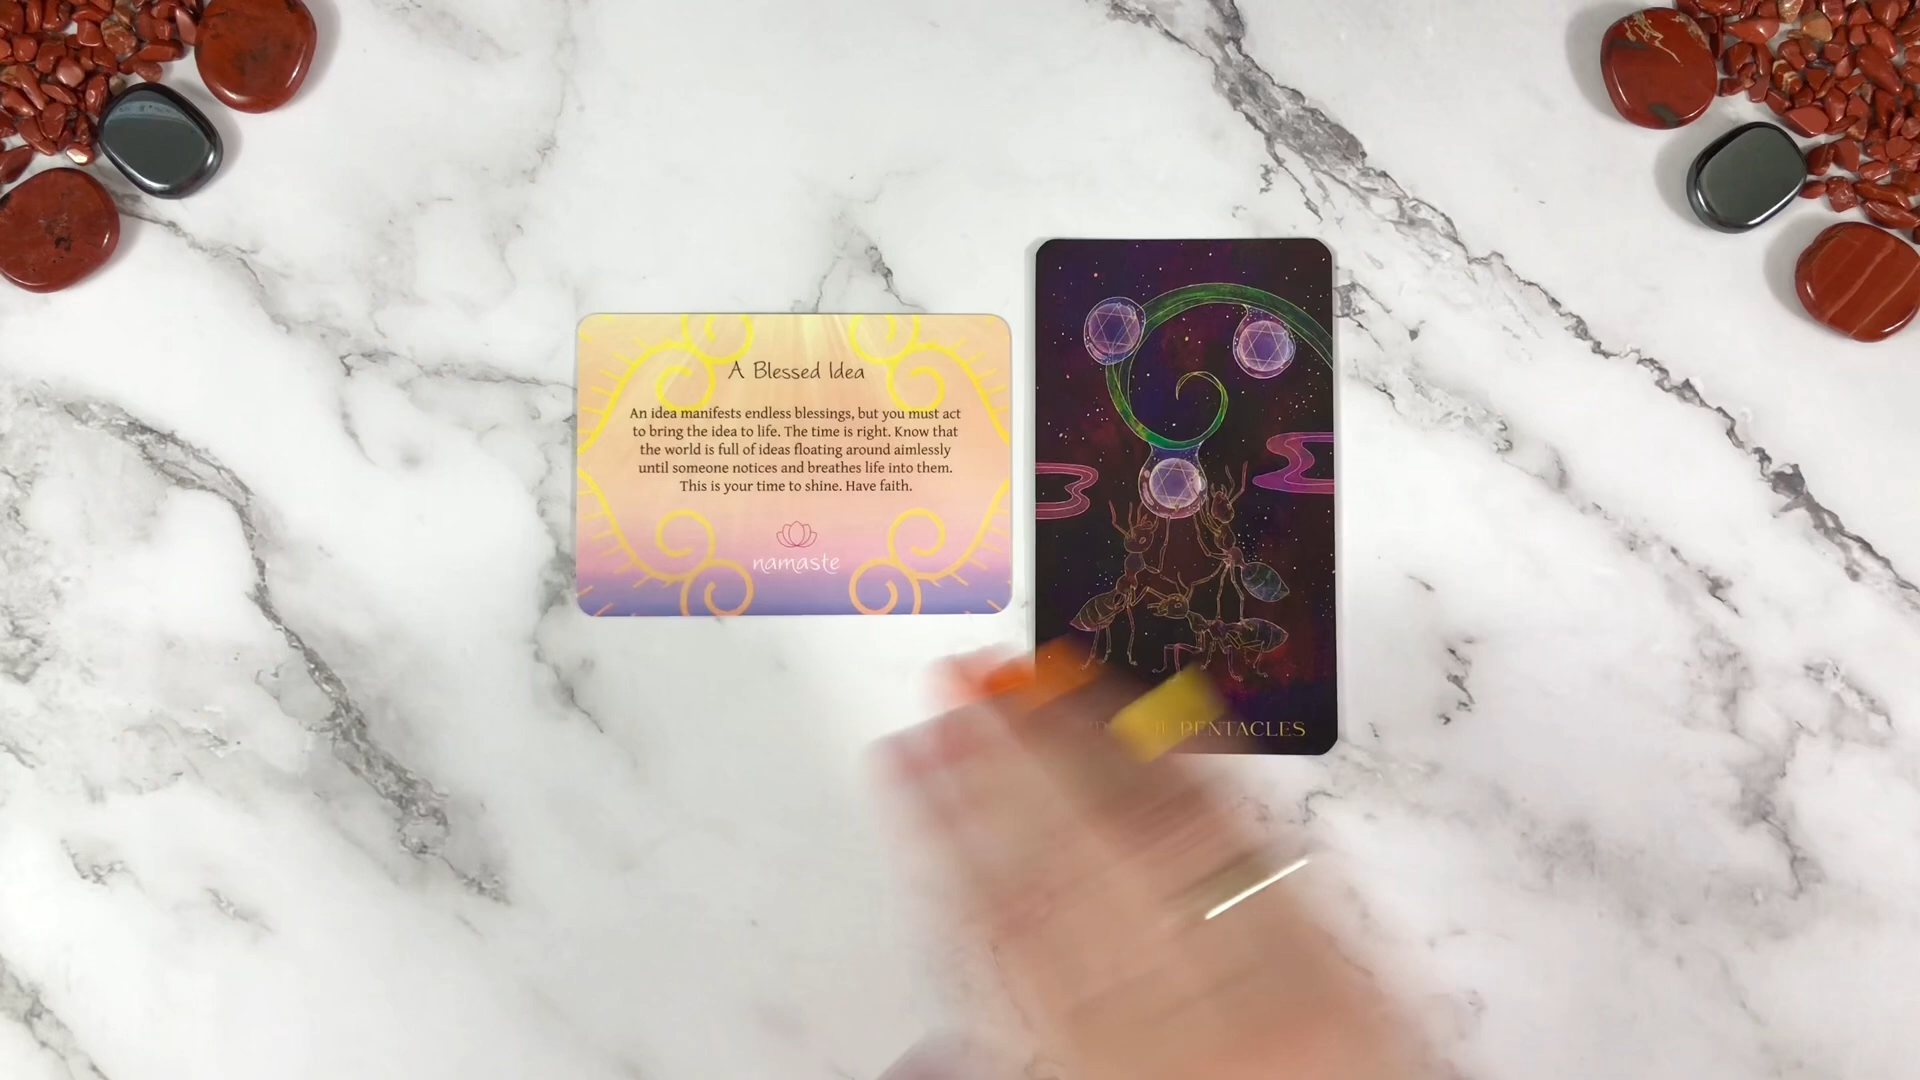 A Blessed Idea
An idea manifests endless blessings, but you must act
to bring the idea to life. The time is right. Know that
the world is full of ideas floating around aimlessly
until someone notices and breathes life into them.
This is your time to shine. Have faith.
namaste
PENTACLES